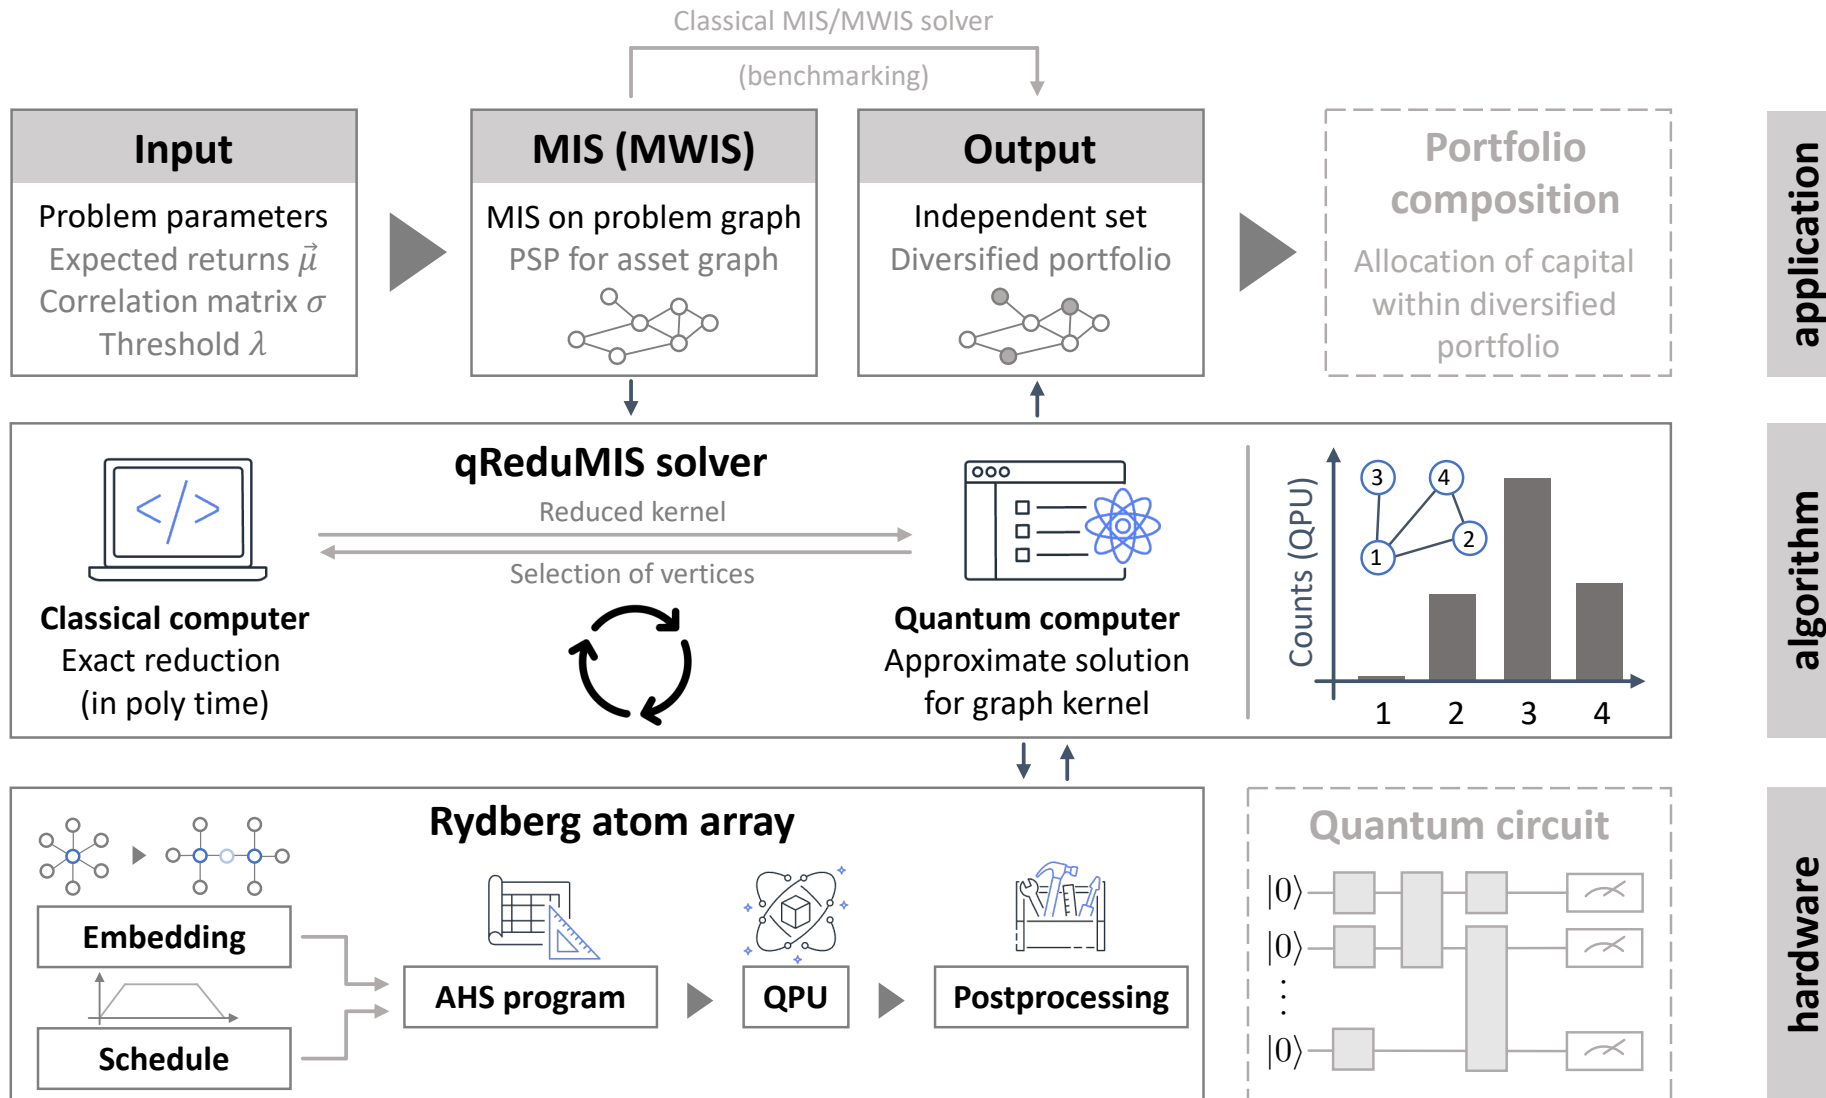 Classical MIS/MWIS solver
(benchmarking)
Input
Problem parameters
Expected returns $\vec{\mu}$
Correlation matrix σ
Threshold λ
MIS (MWIS)
MIS on problem graph
PSP for asset graph
Output
Independent set
Diversified portfolio
Portfolio
composition
Allocation of capital
within diversified
portfolio
application
qReduMIS solver
</>
Reduced kernel
Selection of vertices
Classical computer
Exact reduction
(in poly time)
Quantum computer
Approximate solution
for graph kernel
Counts (QPU)
3 4
2
1
1 2 3 4
algorithm
Rydberg atom array
Embedding
Schedule
AHS program
QPU
Postprocessing
Quantum circuit
|0⟩
|0⟩
⋮
|0⟩
hardware